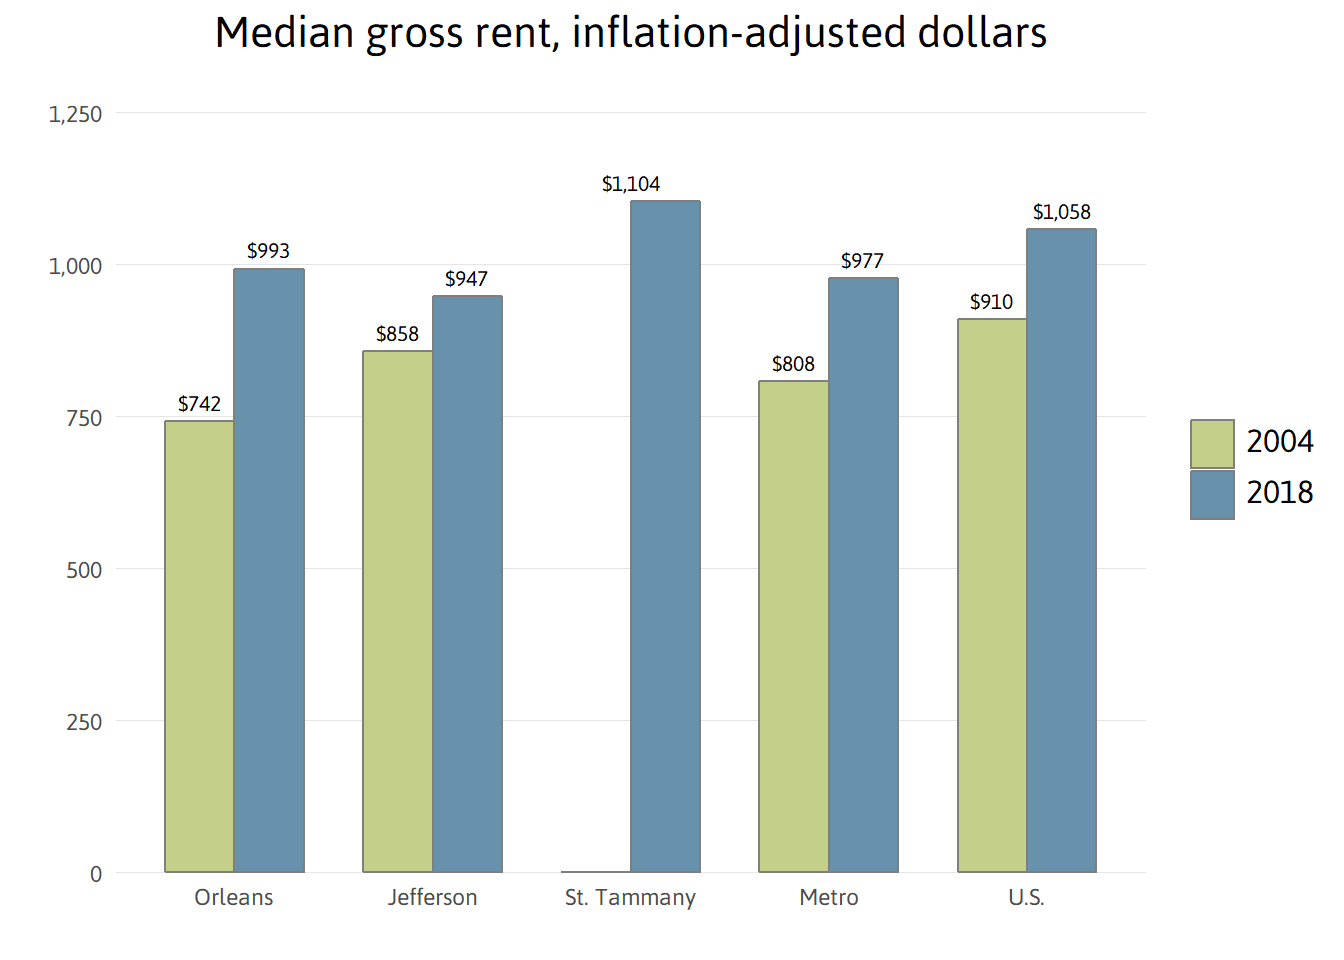 Median gross rent, inflation-adjusted dollars
1,250
1,000
750
500
250
0
$742
$993
$858
$947
$1,104
$808
$977
$910
$1,058
Orleans
Jefferson
St. Tammany
Metro
U.S.
2004
2018